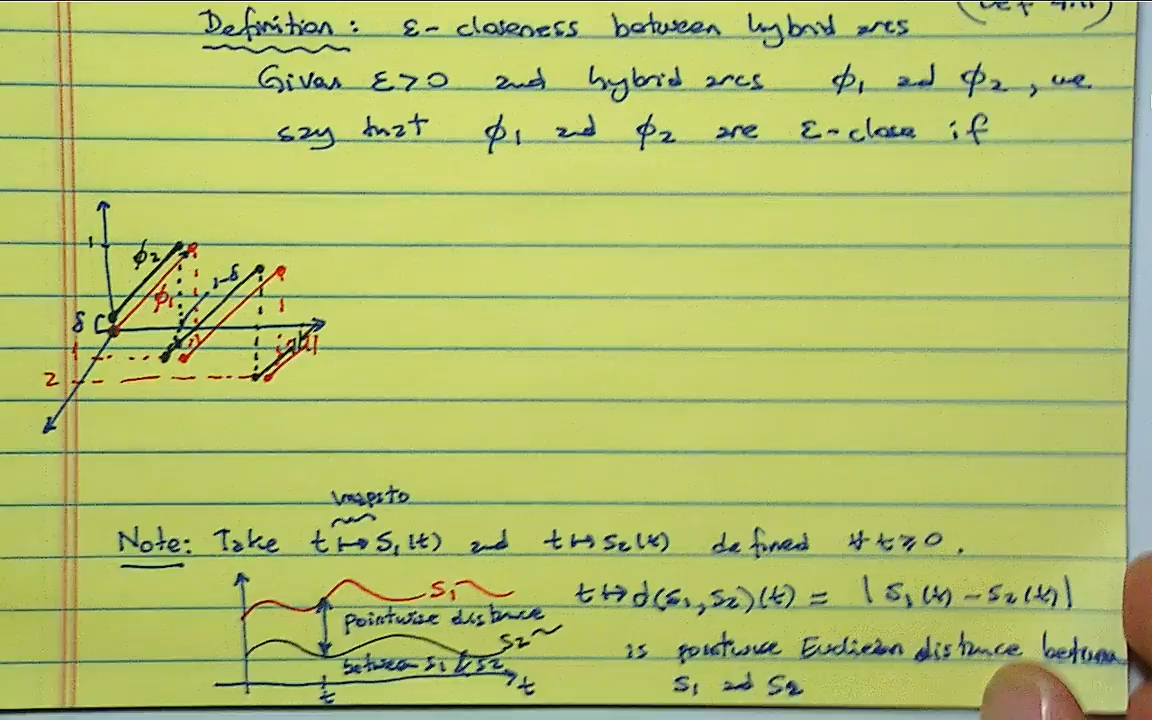 Definition: ε- closeness between hybrid arcs
Given ε>0 and hybrid arcs ϕ1 and ϕ2, we
say that ϕ1 and ϕ2 are ε-close if
1
ϕ2
ϕ1
1-δ
δ
1
2
mapsto
Note: Take t↦s1(t) and t↦s2(t) defined ∀t≥0.
s1
t↦d(s1,s2)(t) = |s1(t)-s2(t)|
pointwise distance
s2
between s1 & s2
is pointwise Euclidean distance between
t
t
s1 and s2